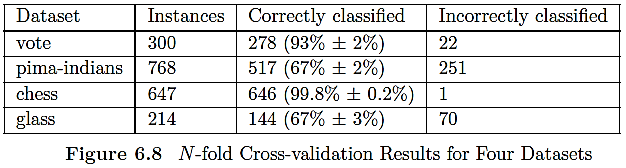 Dataset Instances Correctly classified Incorrectly classified
vote 300 278 (93% ± 2%) 22
pima-indians 768 517 (67% ± 2%) 251
chess 647 646 (99.8% ± 0.2%) 1
glass 214 144 (67% ± 3%) 70
Figure 6.8 N-fold Cross-validation Results for Four Datasets